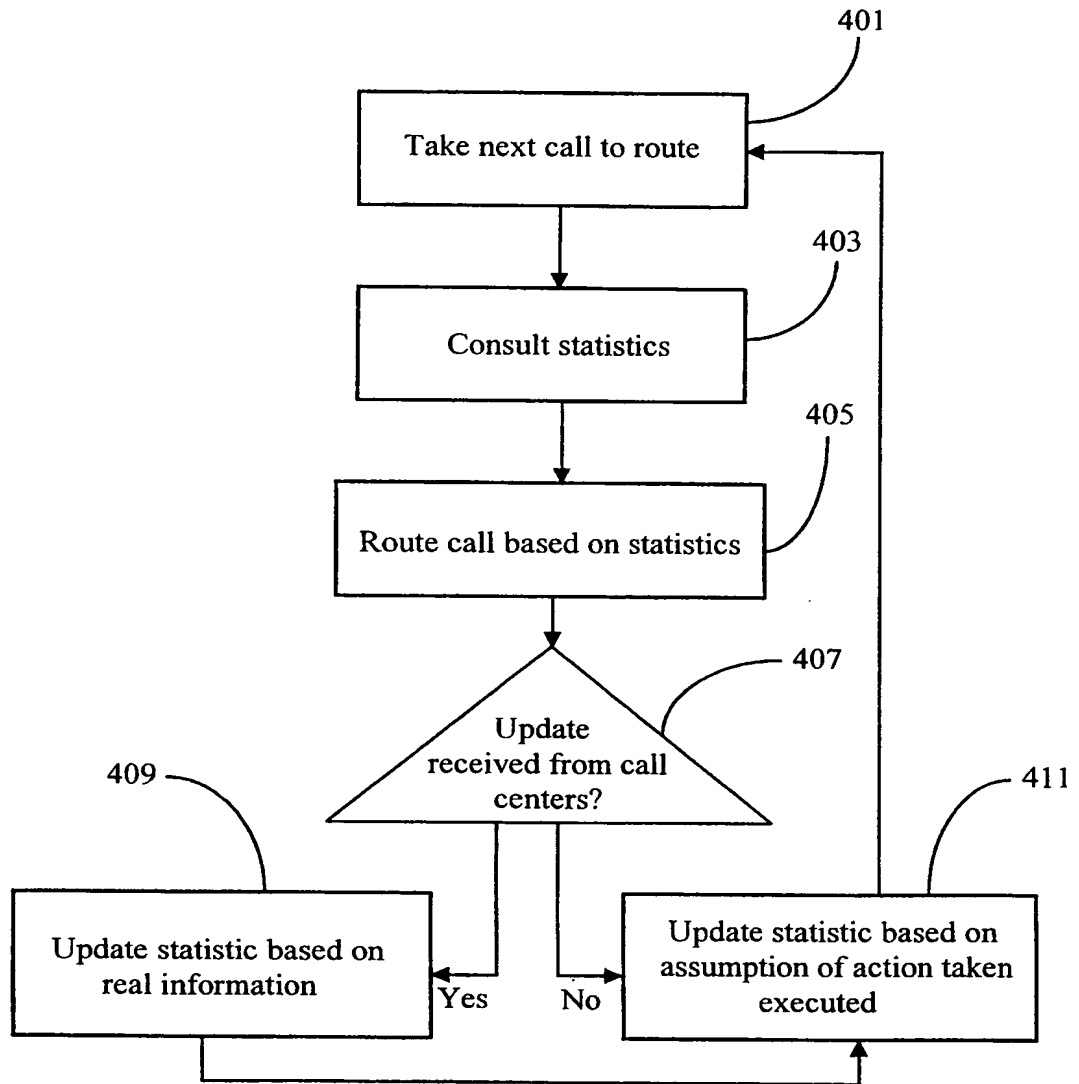 401
Take next call to route
403
Consult statistics
405
Route call based on statistics
407
Update
received from call
centers?
409
411
Update statistic based on
real information
Yes
No
Update statistic based on
assumption of action taken
executed